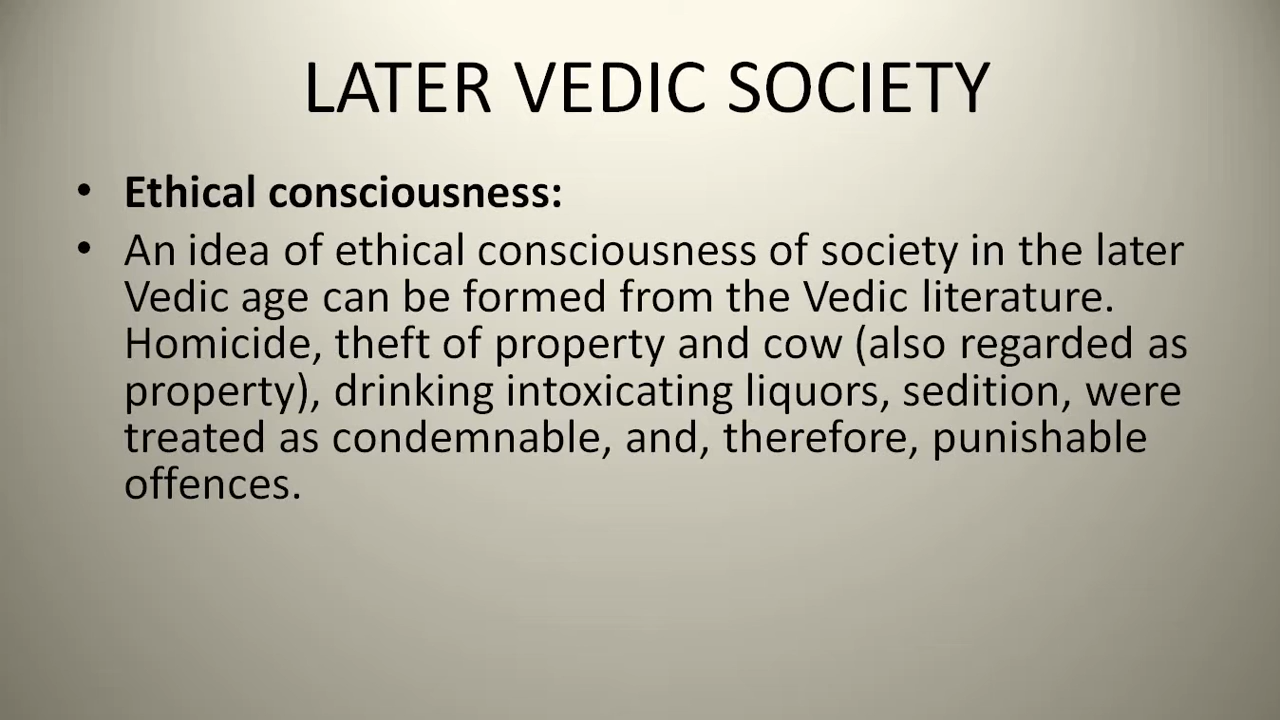 LATER VEDIC SOCIETY
• Ethical consciousness:
• An idea of ethical consciousness of society in the later
Vedic age can be formed from the Vedic literature.
Homicide, theft of property and cow (also regarded as
property), drinking intoxicating liquors, sedition, were
treated as condemnable, and, therefore, punishable
offences.